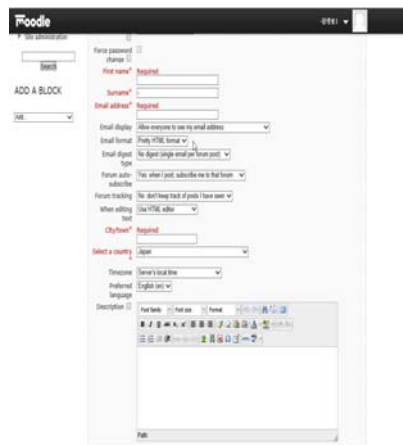 moodle
Site administration
Search
ADD A BLOCK
Add...
Force password change
First name* Required
Surname* -
Email address* Required
Email display Allow everyone to see my email address
Email format Pretty HTML format
Email digest type No digest (single email per forum post)
Forum auto-subscribe Yes: when I post, subscribe me to that forum
Forum tracking No: don't keep track of posts I have seen
When editing text Use HTML editor
City/town* Required
Select a country Japan
Timezone Server's local time
Preferred language English (en)
Description Font family Font size Format
Path: